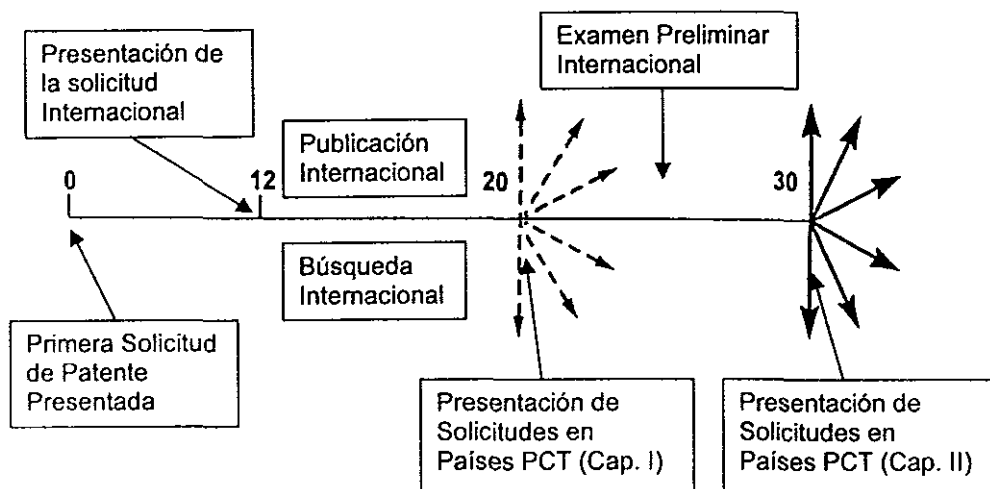 Presentación de
la solicitud
Internacional
Examen Preliminar
Internacional
Publicación
Internacional
0
12
20
30
Búsqueda
Internacional
Primera Solicitud
de Patente
Presentada
Presentación de
Solicitudes en
Países PCT (Cap. I)
Presentación de
Solicitudes en
Países PCT (Cap. II)